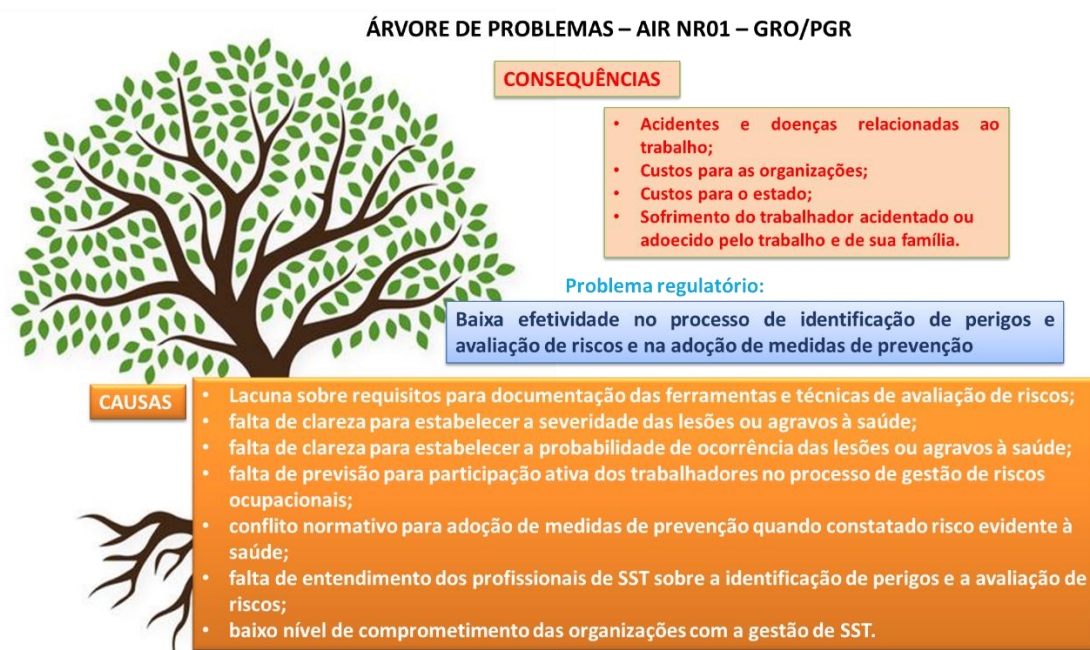 ÁRVORE DE PROBLEMAS – AIR NR01 – GRO/PGR
CONSEQUÊNCIAS
• Acidentes e doenças relacionadas ao
trabalho;
• Custos para as organizações;
• Custos para o estado;
• Sofrimento do trabalhador acidentado ou
adoecido pelo trabalho e de sua família.
Problema regulatório:
Baixa efetividade no processo de identificação de perigos e
avaliação de riscos e na adoção de medidas de prevenção
CAUSAS
• Lacuna sobre requisitos para documentação das ferramentas e técnicas de avaliação de riscos;
• falta de clareza para estabelecer a severidade das lesões ou agravos à saúde;
• falta de clareza para estabelecer a probabilidade de ocorrência das lesões ou agravos à saúde;
• falta de previsão para participação ativa dos trabalhadores no processo de gestão de riscos
ocupacionais;
• conflito normativo para adoção de medidas de prevenção quando constatado risco evidente à
saúde;
• falta de entendimento dos profissionais de SST sobre a identificação de perigos e a avaliação de
riscos;
• baixo nível de comprometimento das organizações com a gestão de SST.